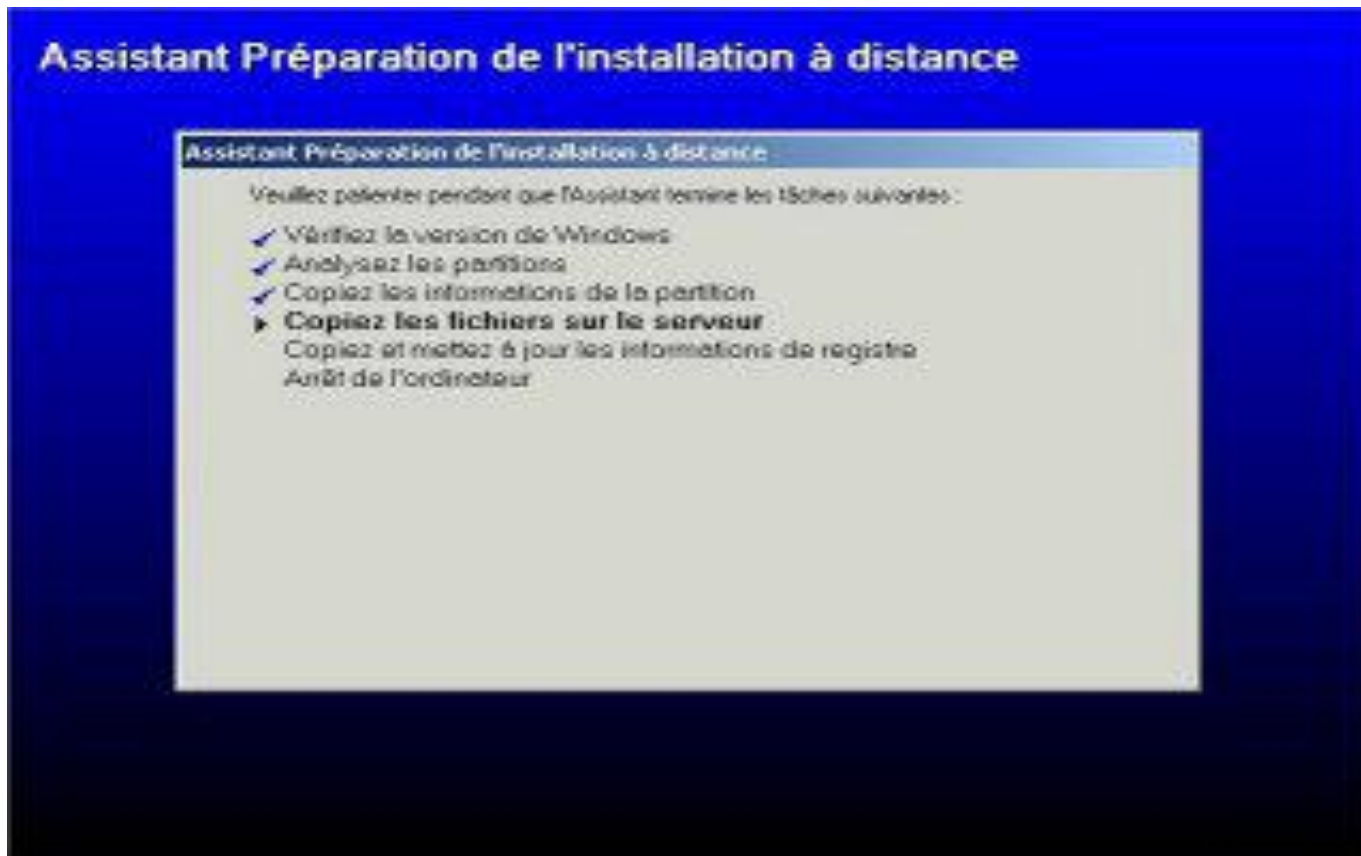 Assistant Préparation de l'installation à distance
Assistant Préparation de l'installation à distance
Veuillez patienter pendant que l'Assistant termine les tâches suivantes :
Vérifiez la version de Windows
Analysez les partitions
Copiez les informations de la partition
Copiez les fichiers sur le serveur
Copiez et mettez à jour les informations de registre
Arrêt de l'ordinateur